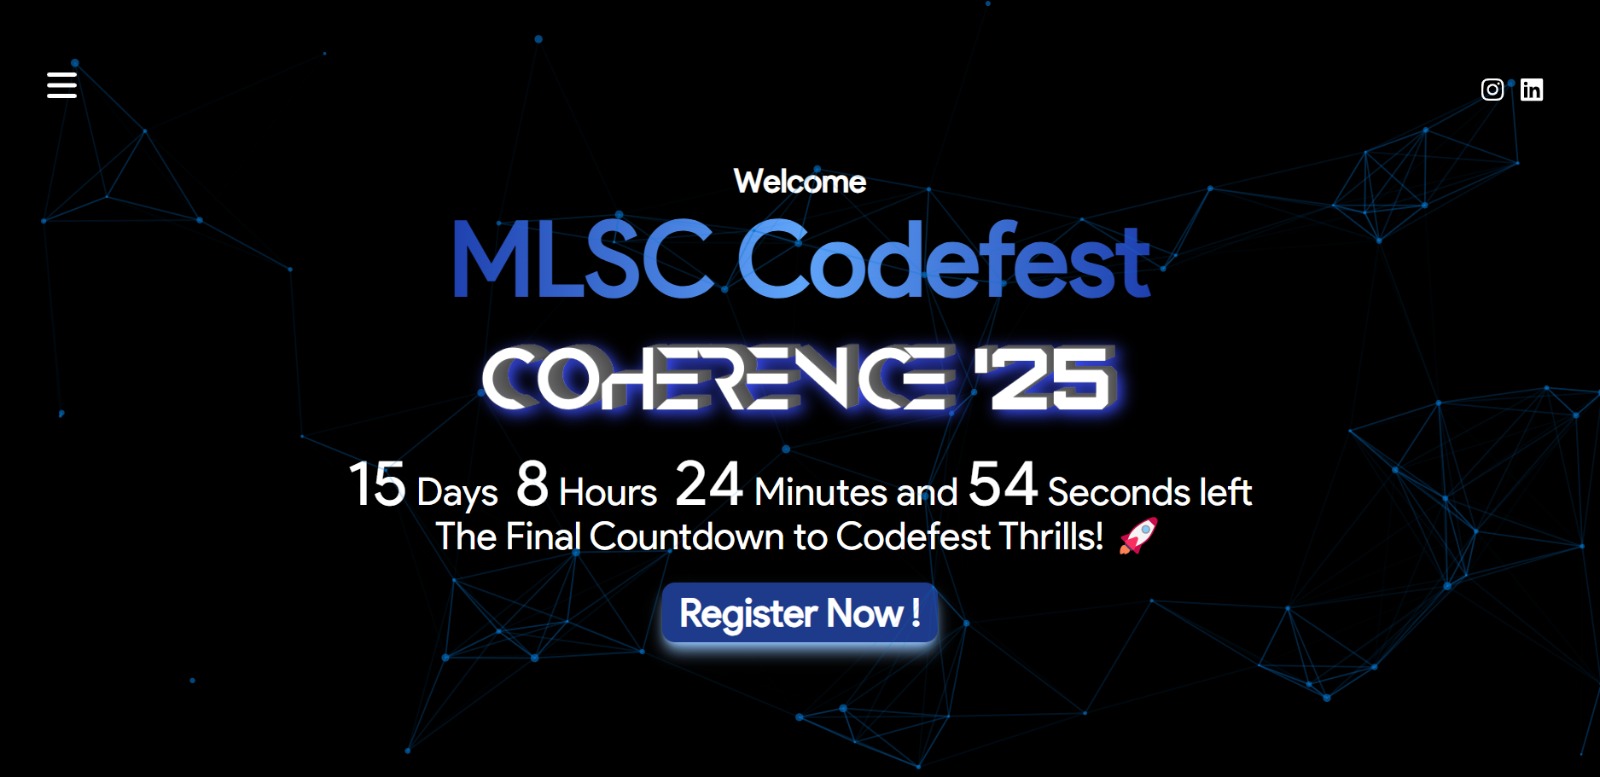 Welcome
MLSC Codefest
COHERENCE '25
15 Days 8 Hours 24 Minutes and 54 Seconds left
The Final Countdown to Codefest Thrills! 🚀
Register Now !